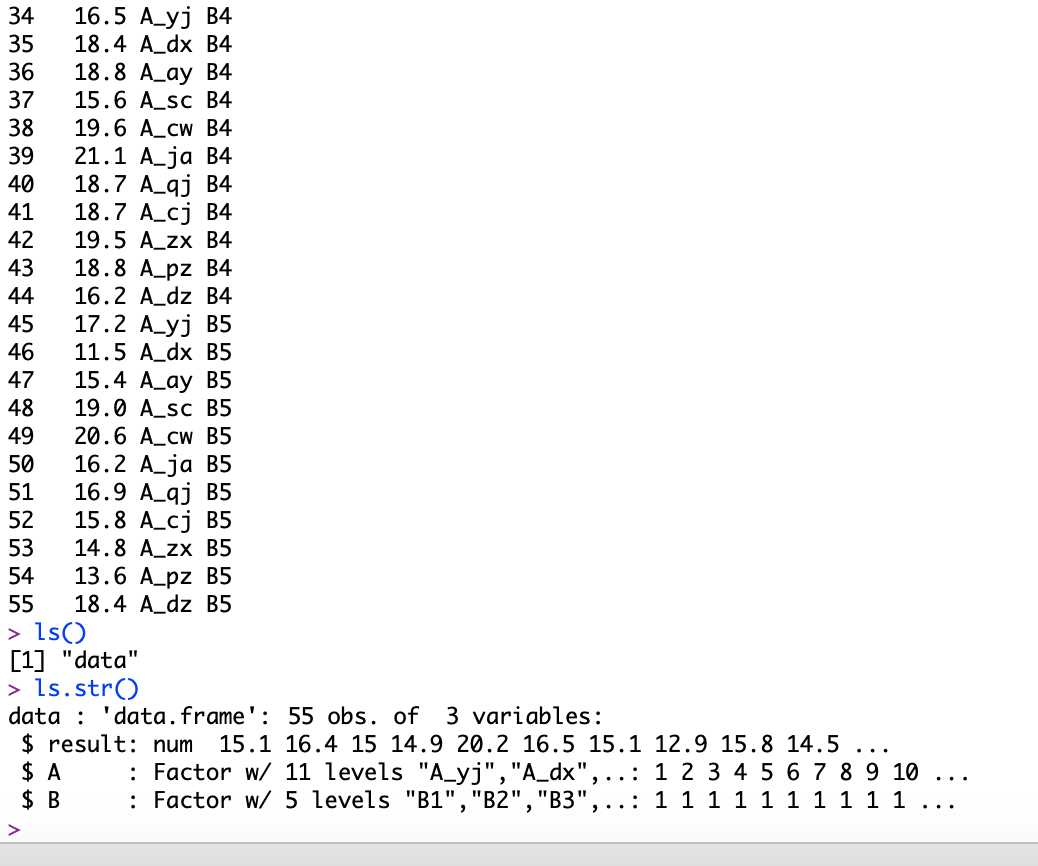 34   16.5 A_yj B4
35   18.4 A_dx B4
36   18.8 A_ay B4
37   15.6 A_sc B4
38   19.6 A_cw B4
39   21.1 A_ja B4
40   18.7 A_qj B4
41   18.7 A_cj B4
42   19.5 A_zx B4
43   18.8 A_pz B4
44   16.2 A_dz B4
45   17.2 A_yj B5
46   11.5 A_dx B5
47   15.4 A_ay B5
48   19.0 A_sc B5
49   20.6 A_cw B5
50   16.2 A_ja B5
51   16.9 A_qj B5
52   15.8 A_cj B5
53   14.8 A_zx B5
54   13.6 A_pz B5
55   18.4 A_dz B5
> ls()
[1] "data"
> ls.str()
data : 'data.frame': 55 obs. of  3 variables:
 $ result: num  15.1 16.4 15 14.9 20.2 16.5 15.1 12.9 15.8 14.5 ...
 $ A     : Factor w/ 11 levels "A_yj","A_dx",..: 1 2 3 4 5 6 7 8 9 10 ...
 $ B     : Factor w/ 5 levels "B1","B2","B3",..: 1 1 1 1 1 1 1 1 1 1 ...
>